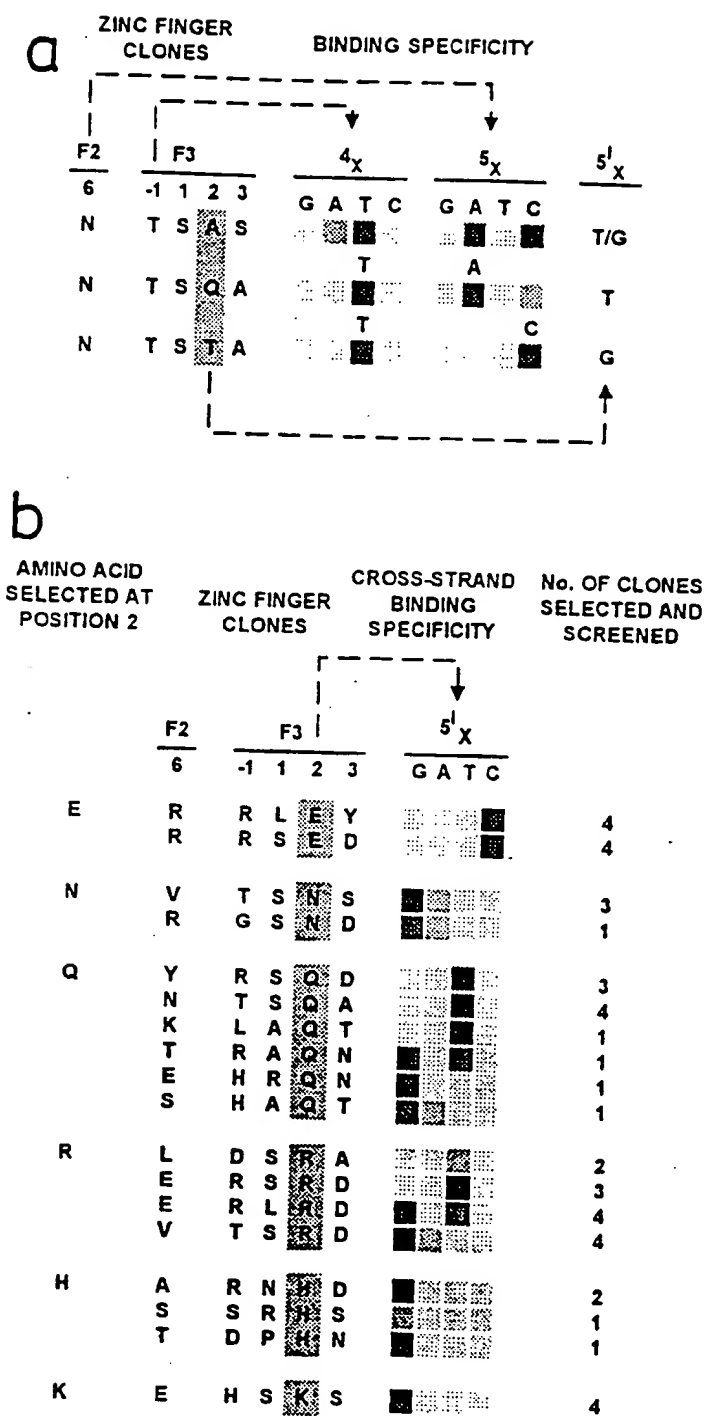 a
ZINC FINGER CLONES
BINDING SPECIFICITY
F2 F3 4X 5X 5'X
6 -1 1 2 3 G A T C G A T C
N T S A S T/G
T A
N T S Q A T
T C
N T S T A G
b
AMINO ACID SELECTED AT POSITION 2
ZINC FINGER CLONES
CROSS-STRAND BINDING SPECIFICITY
No. OF CLONES SELECTED AND SCREENED
F2 F3 5'X
6 -1 1 2 3 G A T C
E R R L E Y 4
R R S E D 4
N V T S N S 3
R G S N D 1
Q Y R S Q D 3
N T S Q A 4
K L A Q T 1
T R A Q N 1
E H R Q N 1
S H A Q T 1
R L D S R A 2
E R S R D 3
E R L R D 4
V T S R D 4
H A R N H D 2
S S R H S 1
T D P H N 1
K E H S K S 4